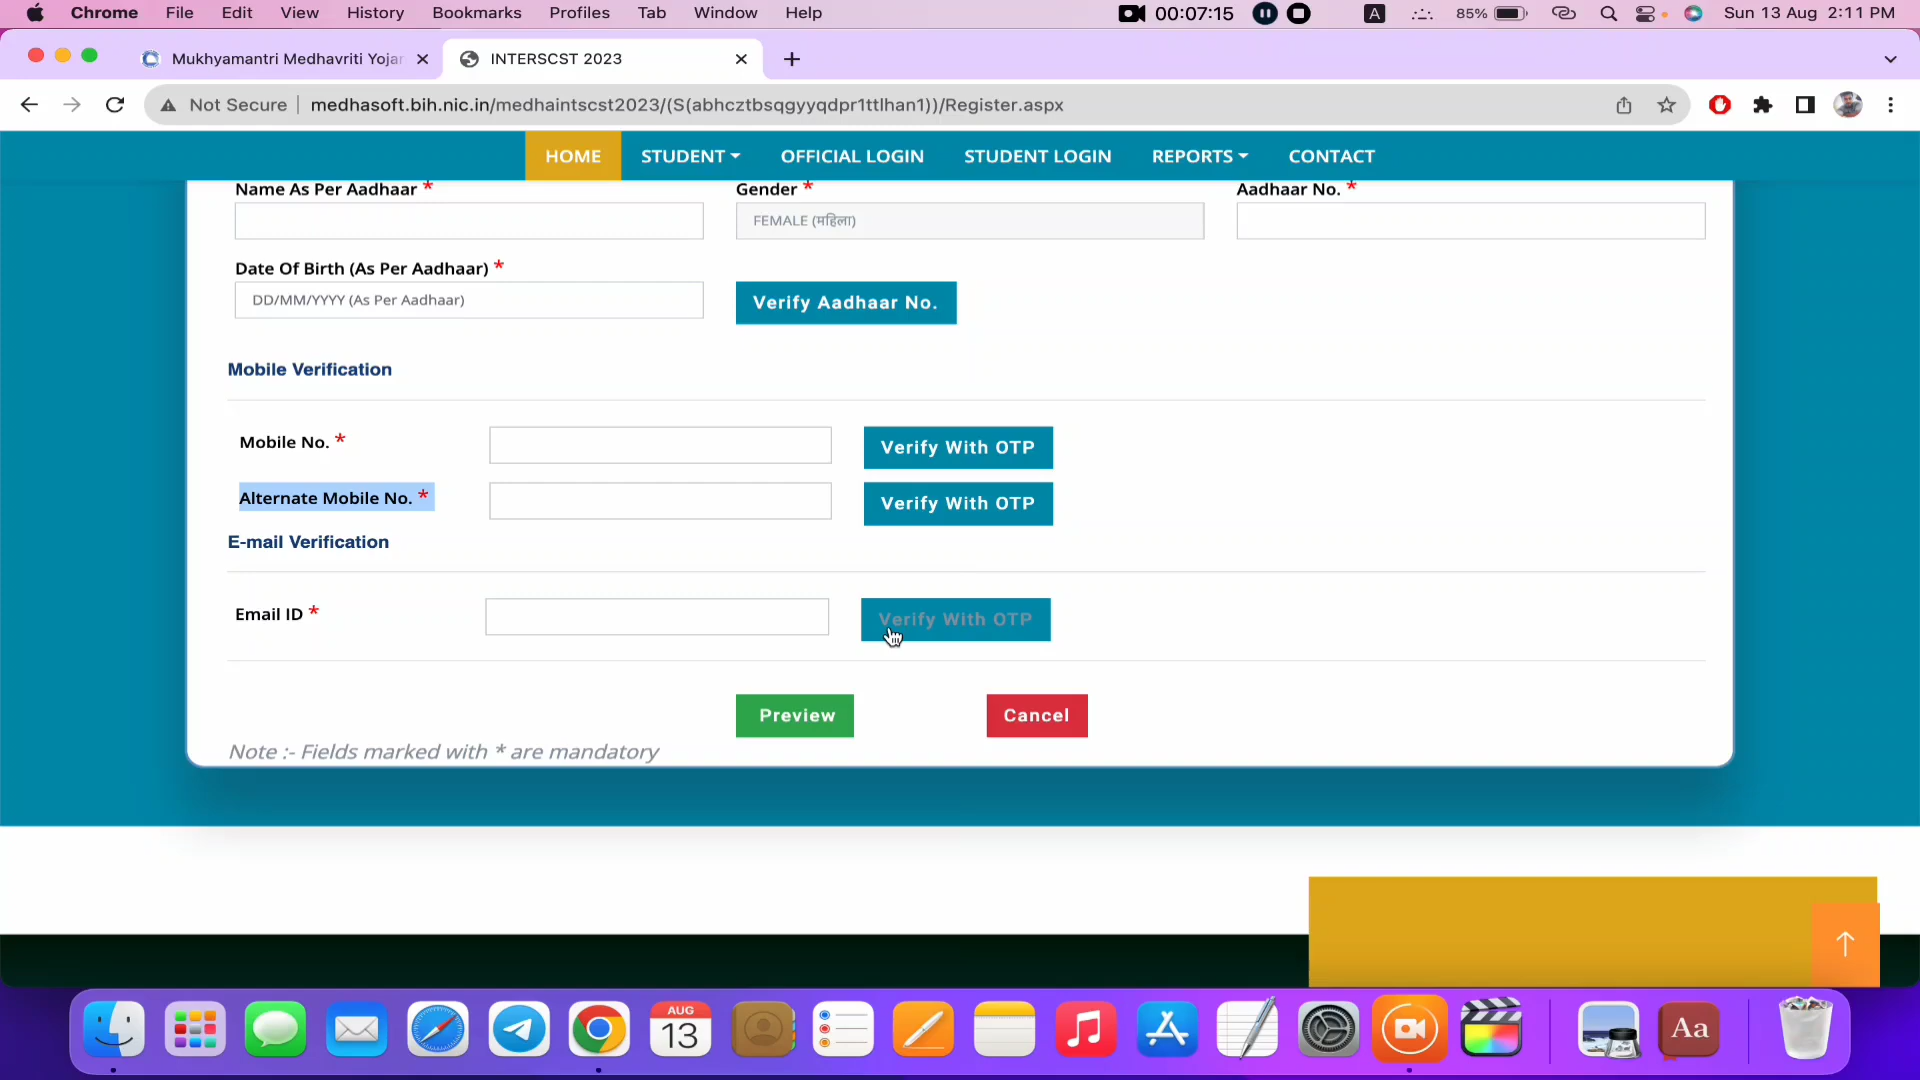 Chrome File Edit View History Bookmarks Profiles Tab Window Help 00:07:15 A 85% Sun 13 Aug 2:11 PM
Mukhyamantri Medhavriti Yojan INTERSCST 2023
Not Secure medhasoft.bih.nic.in/medhaintscst2023/(S(abhcztbsqgyyqdpr1ttlhan1))/Register.aspx
HOME STUDENT OFFICIAL LOGIN STUDENT LOGIN REPORTS CONTACT
Name As Per Aadhaar * Gender * Aadhaar No. *
FEMALE (महिला)
Date Of Birth (As Per Aadhaar) *
DD/MM/YYYY (As Per Aadhaar) Verify Aadhaar No.
Mobile Verification
Mobile No. * Verify With OTP
Alternate Mobile No. * Verify With OTP
E-mail Verification
Email ID * Verify With OTP
Preview Cancel
Note :- Fields marked with * are mandatory
AUG
13
Aa